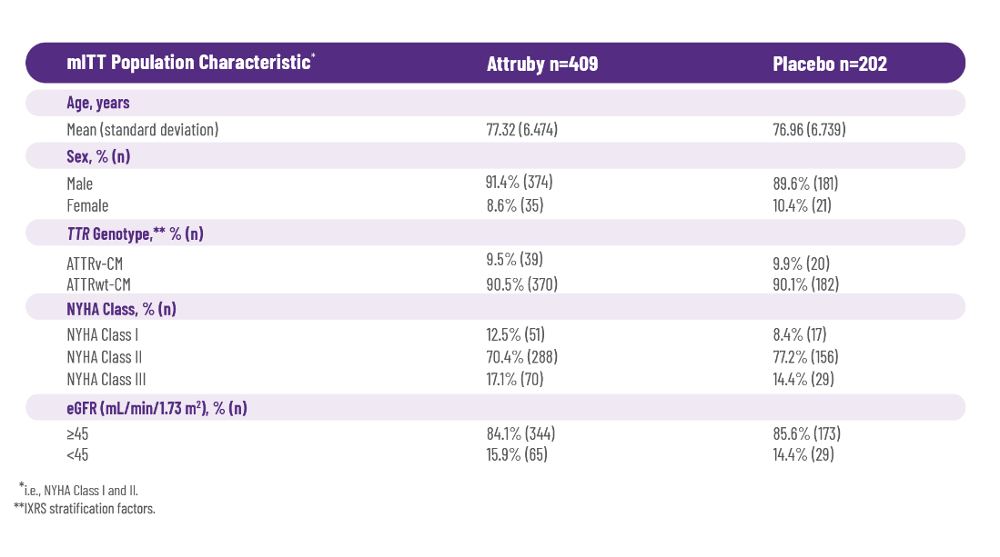 mITT Population Characteristic* Attruby n=409 Placebo n=202
Age, years
Mean (standard deviation) 77.32 (6.474) 76.96 (6.739)
Sex, % (n)
Male 91.4% (374) 89.6% (181)
Female 8.6% (35) 10.4% (21)
TTR Genotype,** % (n)
ATTRv-CM 9.5% (39) 9.9% (20)
ATTRwt-CM 90.5% (370) 90.1% (182)
NYHA Class, % (n)
NYHA Class I 12.5% (51) 8.4% (17)
NYHA Class II 70.4% (288) 77.2% (156)
NYHA Class III 17.1% (70) 14.4% (29)
eGFR (mL/min/1.73 m²), % (n)
≥45 84.1% (344) 85.6% (173)
<45 15.9% (65) 14.4% (29)
*i.e., NYHA Class I and II.
**IXRS stratification factors.